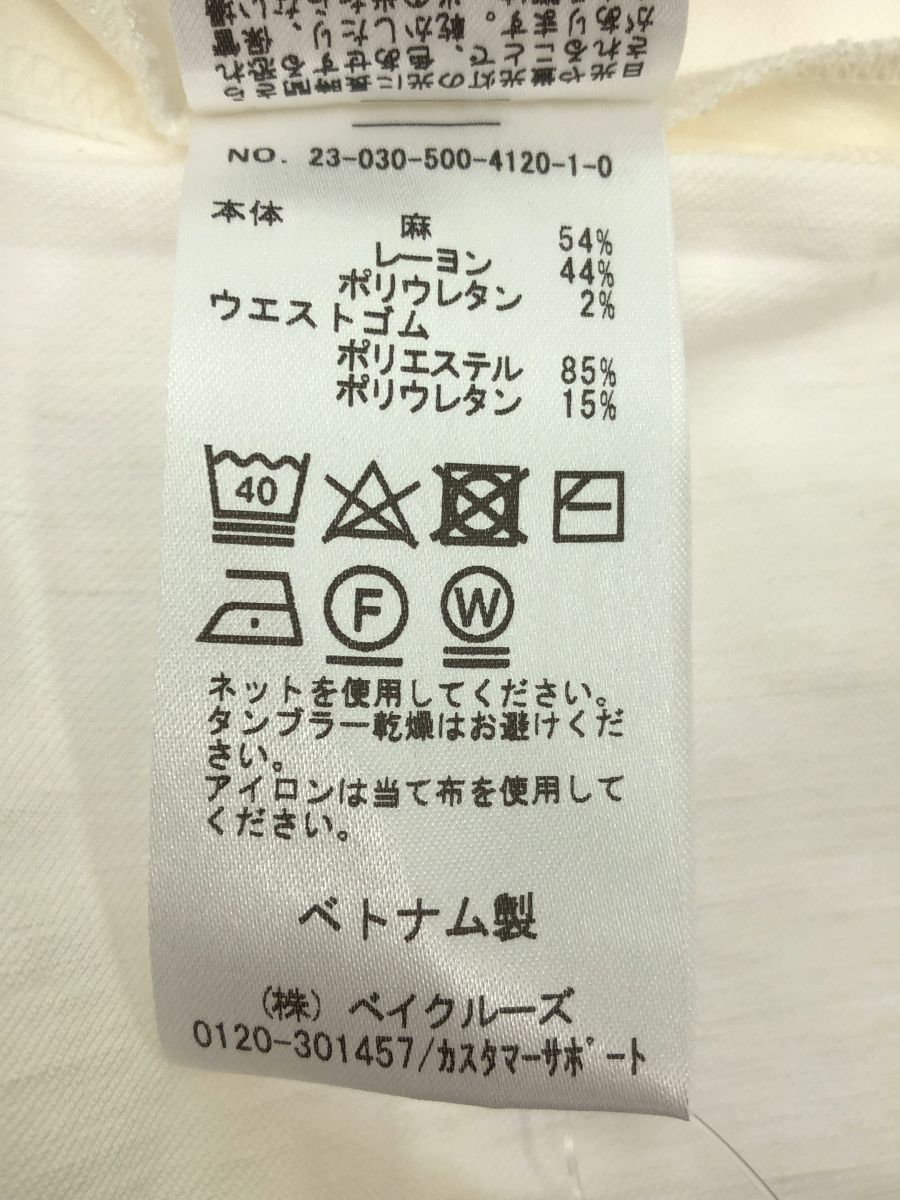 NO. 23-030-500-4120-1-0
本体
麻 54%
レーヨン 44%
ポリウレタン 2%
ウエストゴム
ポリエステル 85%
ポリウレタン 15%
40
F W
ネットを使用してください。
タンブラー乾燥はお避けくだ
さい。
アイロンは当て布を使用して
ください。
ベトナム製
(株) ベイクルーズ
0120-301457/ｶｽﾀﾏｰｻﾎﾟｰﾄ